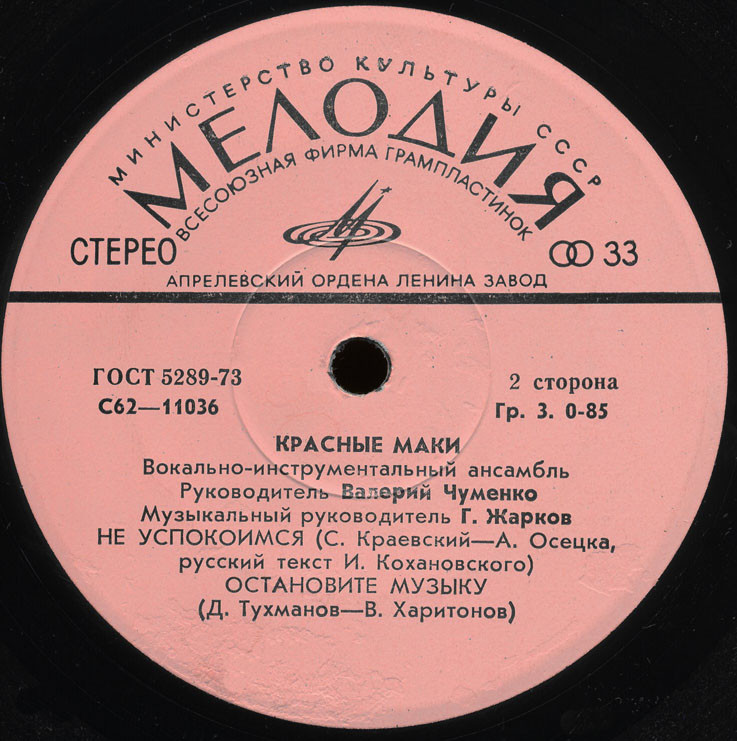 МИНИСТЕРСТВО КУЛЬТУРЫ СССР
МЕЛОДИЯ
ВСЕСОЮЗНАЯ ФИРМА ГРАМПЛАСТИНОК
СТЕРЕО 33
АПРЕЛЕВСКИЙ ОРДЕНА ЛЕНИНА ЗАВОД
ГОСТ 5289-73 2 сторона
С62—11036 Гр. 3. 0-85
КРАСНЫЕ МАКИ
Вокально-инструментальный ансамбль
Руководитель Валерий Чуменко
Музыкальный руководитель Г. Жарков
НЕ УСПОКОИМСЯ (С. Краевский—А. Осецка,
русский текст И. Кохановского)
ОСТАНОВИТЕ МУЗЫКУ
(Д. Тухманов—В. Харитонов)